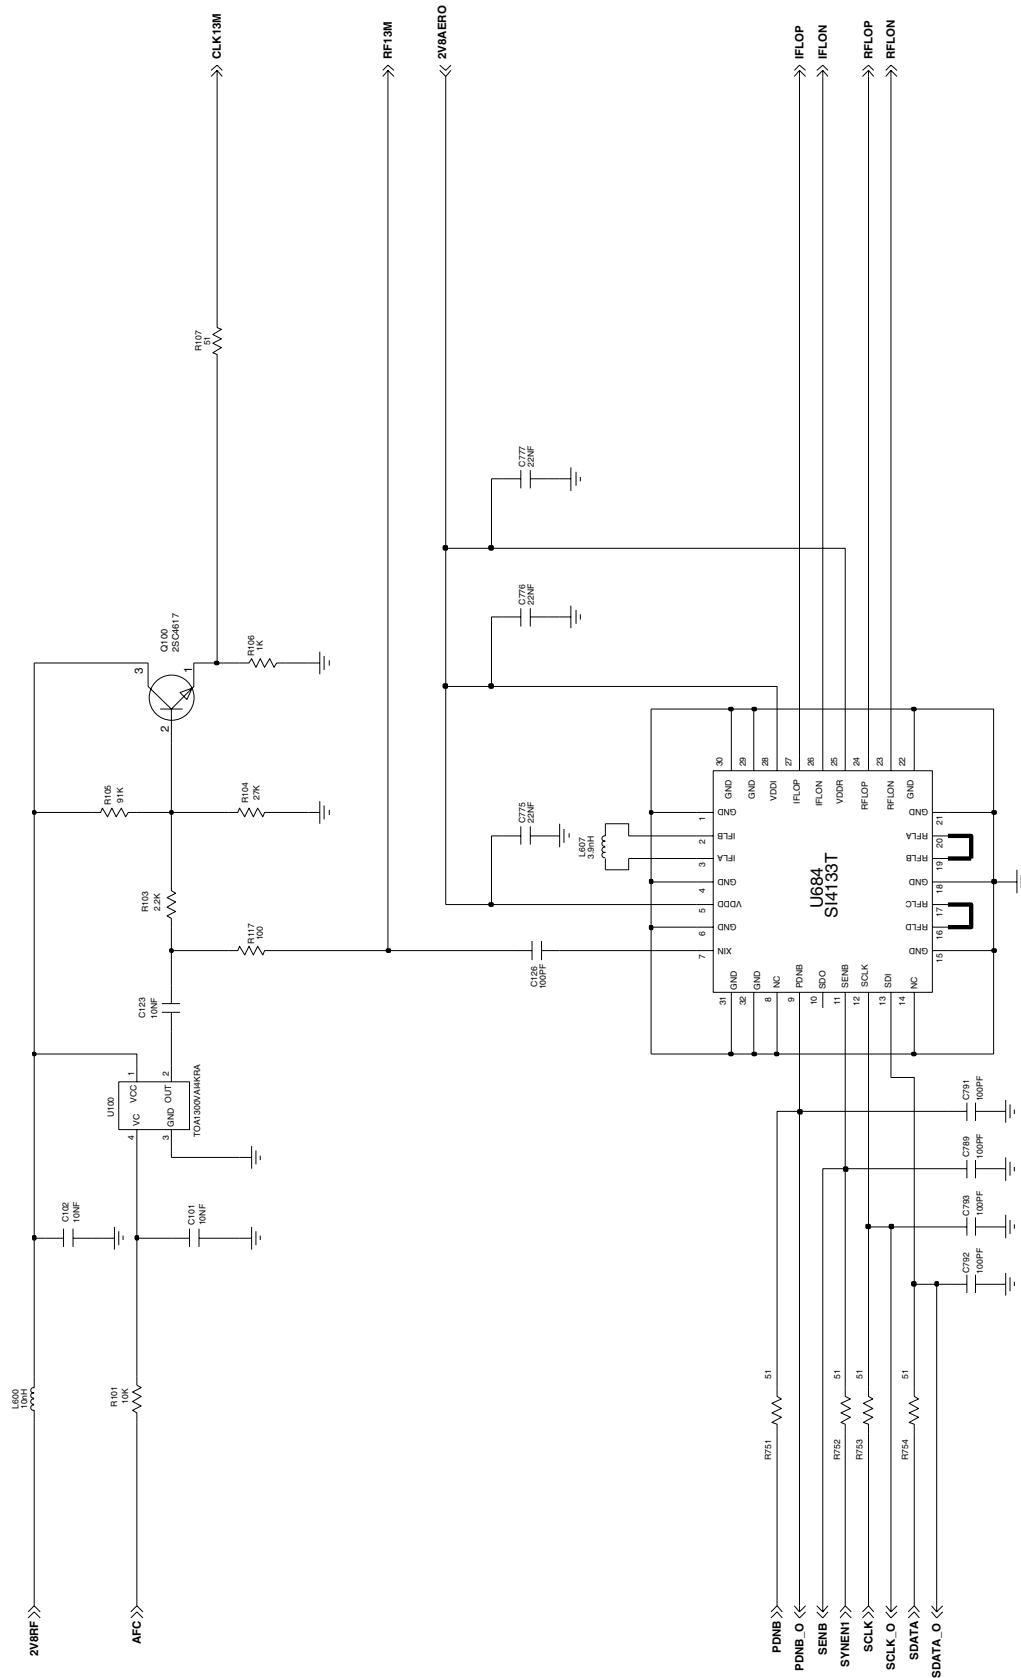 CLK13M
RF13M
2V8AERO
IFLOP
IFLON
RFLOP
RFLON
R107
51
C777
22NF
C776
22NF
Q100
2SC4617
3
1
2
R106
1K
R105
91K
R104
27K
C775
22NF
L607
3.9nH
R103
2.2K
R117
100
C126
100PF
C123
10NF
U100
VCC
OUT
VC
GND
1
2
4
3
TOA1300VAI4KRA
U684
SI4133T
30
29
28
27
26
25
24
23
22
GND
GND
VDDI
IFLOP
IFLON
VDDR
RFLOP
RFLON
GND
GND
IFLB
IFLA
GND
VDDD
GND
XIN
1
2
3
4
5
6
7
GND
RFLA
RFLB
GND
RFLC
RFLD
GND
21
20
19
18
17
16
15
GND
GND
NC
PDNB
SDO
SENB
SCLK
SDI
NC
31
32
8
9
10
11
12
13
14
C102
10NF
C101
10NF
C791
100PF
C789
100PF
C793
100PF
C792
100PF
L600
10nH
R101
10K
51
R751
51
R752
51
R753
51
R754
2V8RF
AFC
PDNB
PDNB_O
SENB
SYNEN1
SCLK
SCLK_O
SDATA
SDATA_O